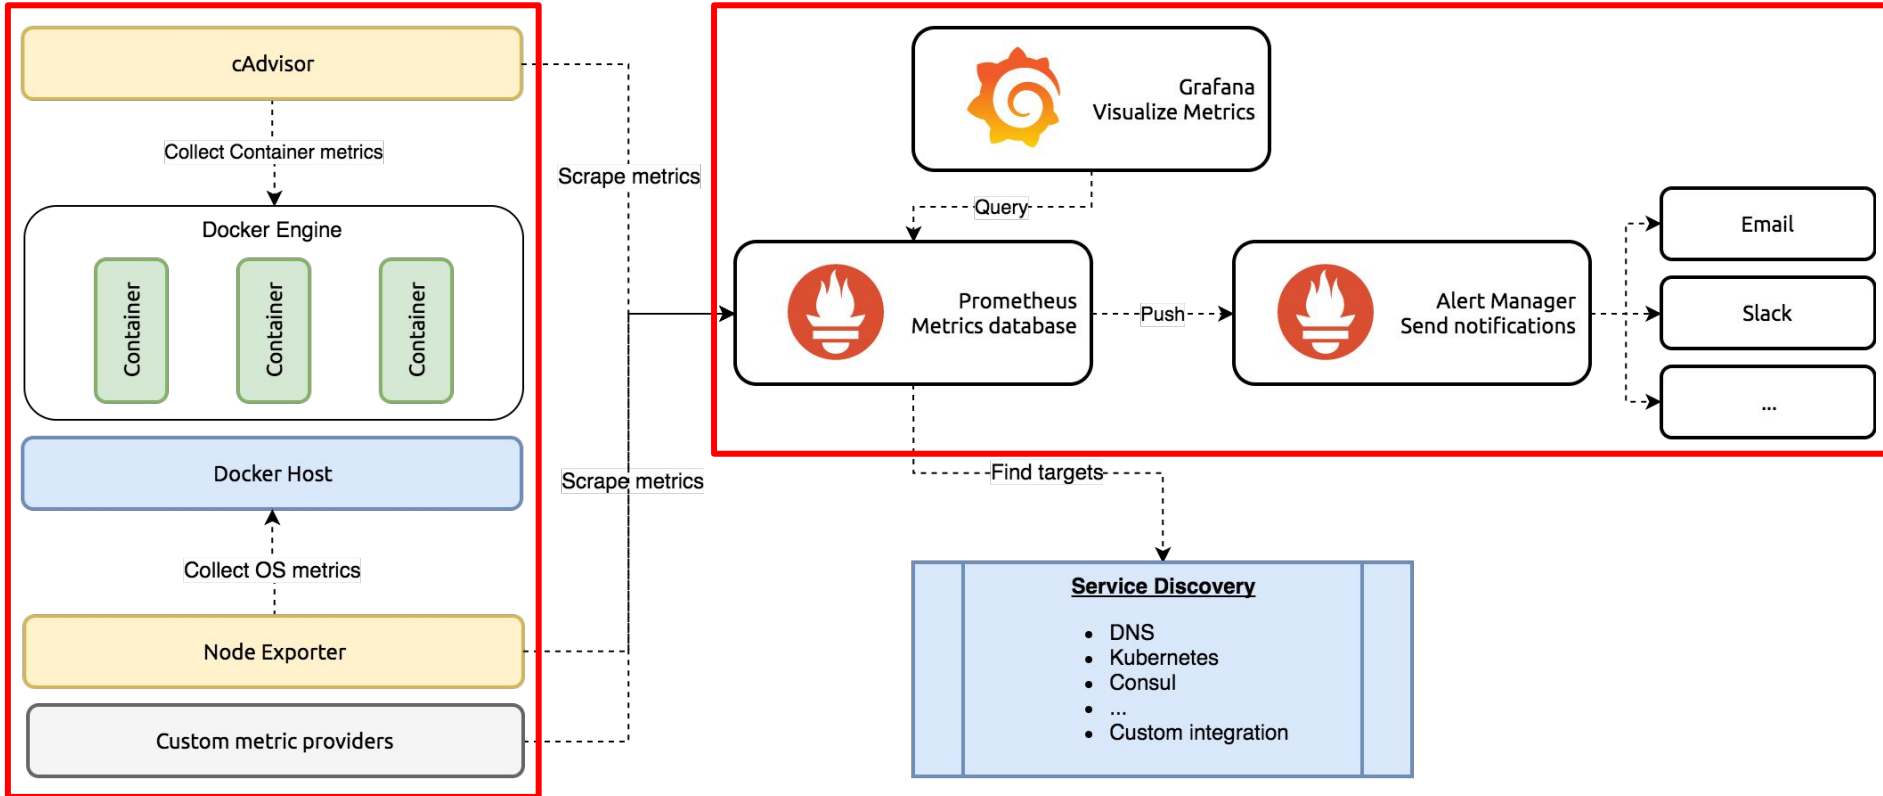 cAdvisor
Collect Container metrics
Docker Engine
Container
Container
Container
Docker Host
Collect OS metrics
Node Exporter
Custom metric providers
Scrape metrics
Scrape metrics
Grafana
Visualize Metrics
Query
Prometheus
Metrics database
Push
Alert Manager
Send notifications
Email
Slack
...
Find targets
Service Discovery
• DNS
• Kubernetes
• Consul
• ...
• Custom integration